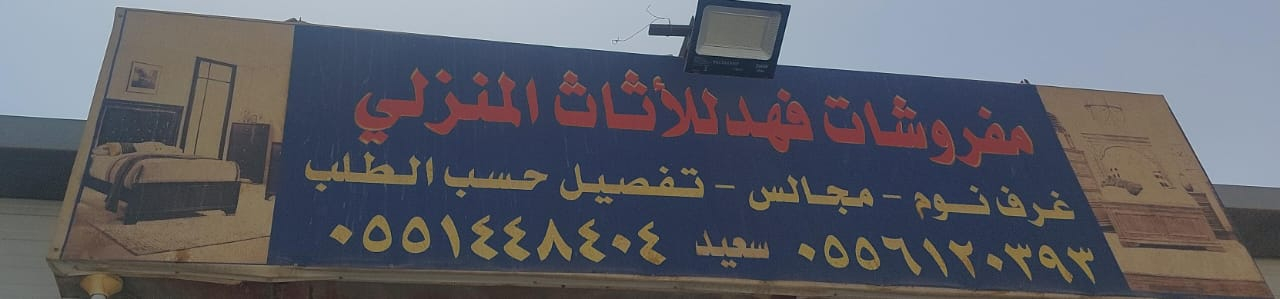 مفروشات فهد للأثاث المنزلي
غرف نوم - مجالس - تفصيل حسب الطلب
٠٥٥٦١٢٠٣٩٣ سعيد ٠٥٥١٤٤٨٤٠٤